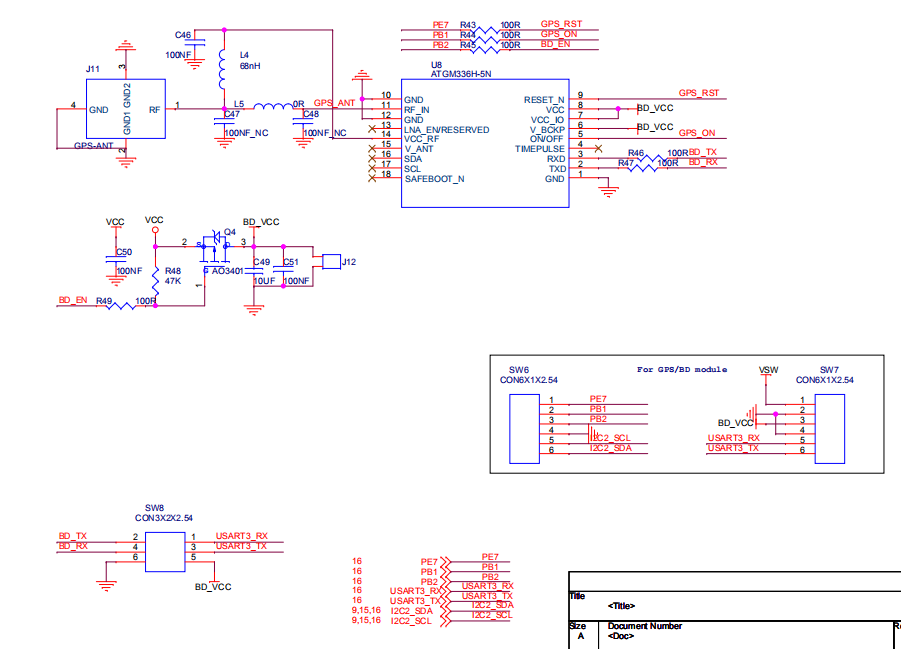 C46
100NF
L4
68nH
PE7 R43 100R GPS_RST
PB1 R44 100R GPS_ON
PB2 R45 100R BD_EN
U8
ATGM336H-5N
J11
3
GND2
4 GND
RF 1
GND1
2
GPS-ANT
L5 0R GPS_ANT
C47
100NF_NC
C48
100NF_NC
10 GND
11 RF_IN
12 GND
13 LNA_EN/RESERVED
14 VCC_RF
15 V_ANT
16 SDA
17 SCL
18 SAFEBOOT_N
RESET_N 9 GPS_RST
VCC 8 BD_VCC
VCC_IO 7
V_BCKP 6 BD_VCC
ON/OFF 5 GPS_ON
TIMEPULSE 4
RXD 3 R46 100R BD_TX
TXD 2 R47 100R BD_RX
GND 1
VCC
VCC
BD_VCC
C50
100NF
R48
47K
2 S
Q4
D 3
G AO3401
1
C49
10UF
C51
100NF
J12
BD_EN R49 100R
SW6
CON6X1X2.54
For GPS/BD module
VSW
SW7
CON6X1X2.54
1 PE7
2 PB1
3 PB2
4
5 I2C2_SCL
6 I2C2_SDA
1
2
BD_VCC 3
4
USART3_RX 5
USART3_TX 6
SW8
CON3X2X2.54
BD_TX 2 1 USART3_RX
BD_RX 4 3 USART3_TX
6 5
BD_VCC
16 PE7 PE7
16 PB1 PB1
16 PB2 PB2
16 USART3_RX USART3_RX
16 USART3_TX USART3_TX
9,15,16 I2C2_SDA I2C2_SDA
9,15,16 I2C2_SCL I2C2_SCL
Title
<Title>
Size Document Number
A <Doc>